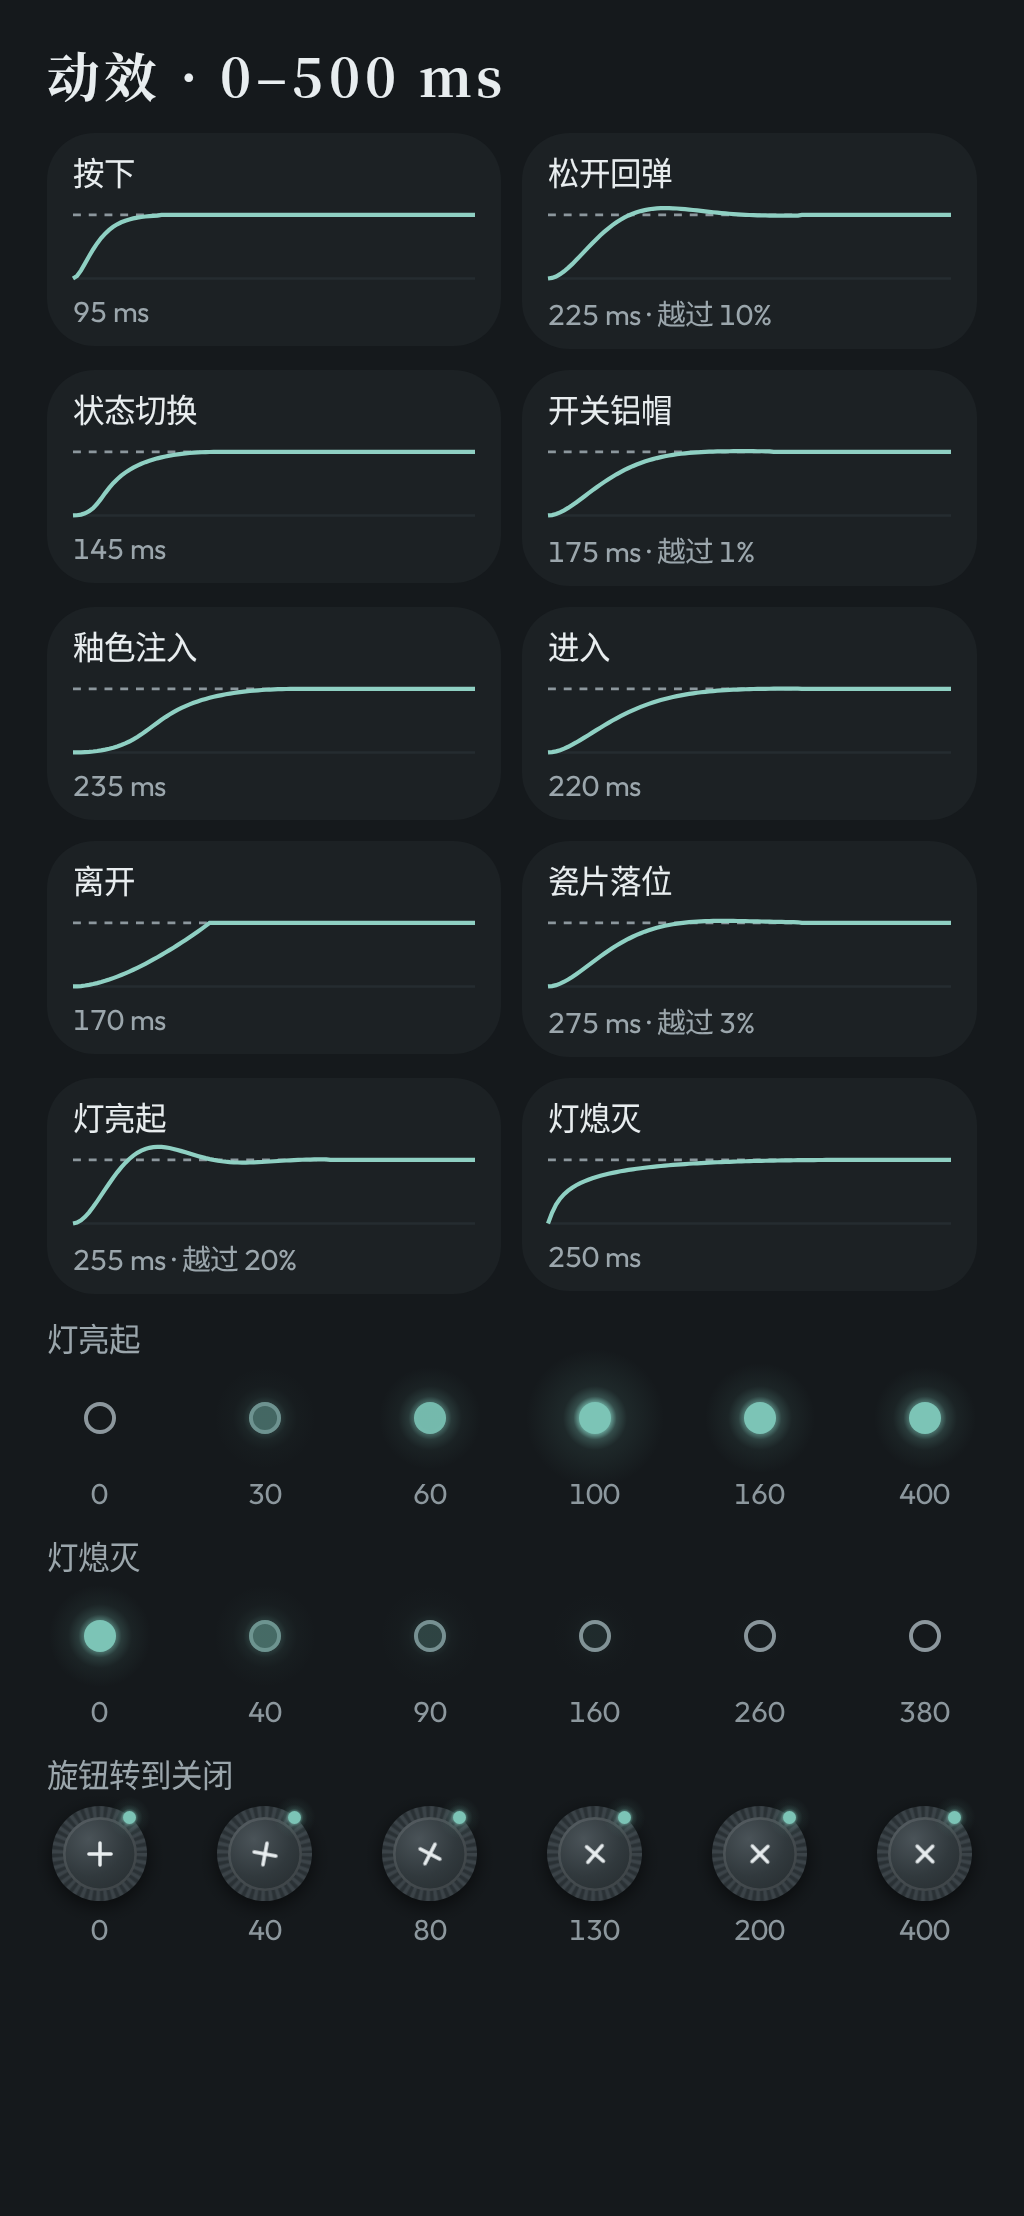 动效 · 0–500 ms
按下
95 ms
松开回弹
225 ms · 越过 10%
状态切换
145 ms
开关铝帽
175 ms · 越过 1%
釉色注入
235 ms
进入
220 ms
离开
170 ms
瓷片落位
275 ms · 越过 3%
灯亮起
255 ms · 越过 20%
灯熄灭
250 ms
灯亮起
0 30 60 100 160 400
灯熄灭
0 40 90 160 260 380
旋钮转到关闭
0 40 80 130 200 400